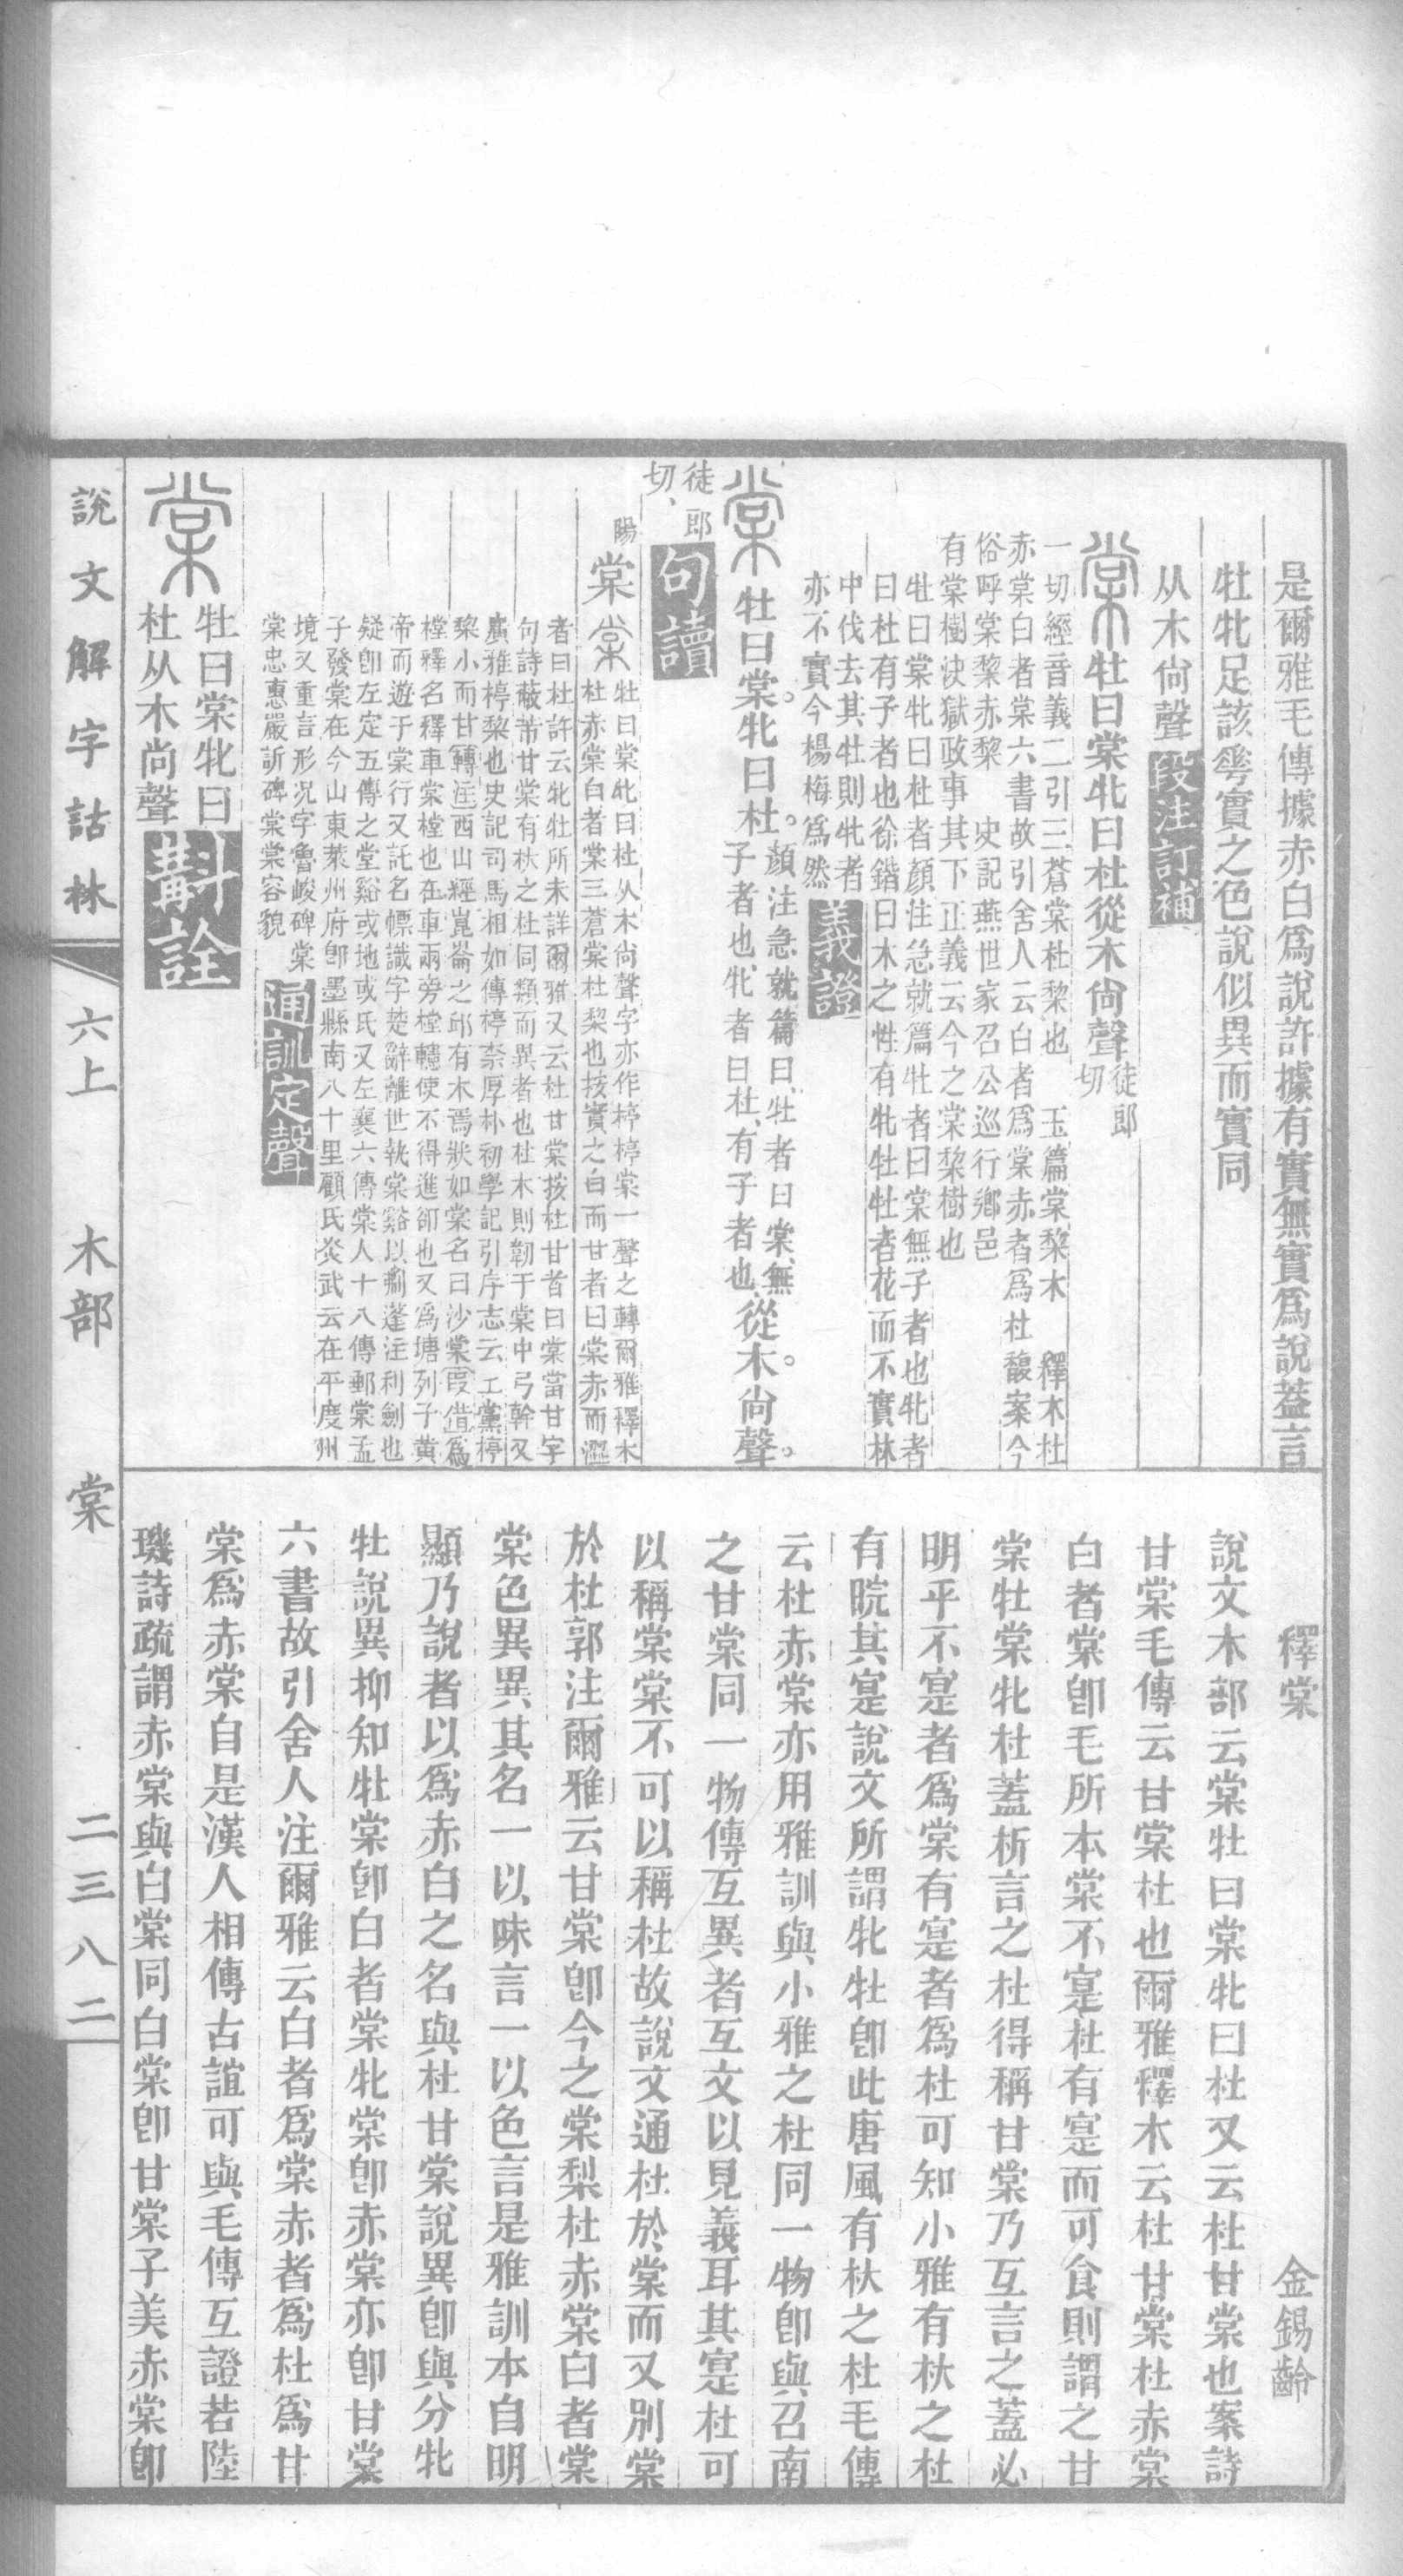 是爾雅毛傳據赤白爲說許據有實無實爲說葢言
牡牝足該䓠實之色說似異而實同
从木尙聲 段注訂補
棠 牡曰棠牝曰杜從木尙聲 徒郎切
一切經音義二引三蒼棠杜棃也 玉篇棠棃木 釋木杜
赤棠白者棠六書故引舍人云白者爲棠赤者爲杜馥案今
俗呼棠棃赤棃 史記燕世家召公巡行鄉邑
有棠樹決獄政事其下正義云今之棠棃樹也
牡曰棠牝曰杜者顏注急就篇牡者曰棠無子者也牝者
曰杜有子者也徐鍇曰木之性有牝牡牡者花而不實林
中伐去其牡則牝者
亦不實今楊梅爲然 義證
棠 牡曰棠。牝曰杜。顏注急就篇曰、牡者曰棠、無
子者也、牝者曰杜、有子者也、從木。尙聲。
徒郎
切、 句讀
陽 棠 棠 牡曰棠牝曰杜从木尙聲字亦作楟楟棠一聲之轉爾雅釋木
杜赤棠白者棠三蒼棠杜棃也按實之白而甘者曰棠赤而澀
者曰杜許云牝牡所未詳爾雅又云杜甘棠按杜甘者曰棠當甘字
句詩蔽芾甘棠有杕之杜同類而異者也杜木則韌于棠中弓幹又
廣雅楟棃也史記司馬相如傳楟柰厚朴初學記引序志云上黨楟
棃小而甘轉注西山經崑崙之邱有木焉狀如棠名曰沙棠叚借爲
樘釋名釋車棠樘也在車兩旁樘幰使不得進卻也又爲塘列子黃
帝而遊于棠行又託名幖識字楚辭離世執棠谿以刜蓬注利劍也
疑卽左定五傳之堂谿或地或氏又左襄六傳棠人十八傳郵棠孟
子發棠在今山東萊州府卽墨縣南八十里顧氏炎武云在平度州
境又重言形況字魯峻碑棠
棠忠惠嚴訢碑棠棠容貌 通訓定聲
棠 牡曰棠牝曰
杜从木尙聲 斠詮
釋棠 金錫齡
說文木部云棠牡曰棠牝曰杜又云杜甘棠也案詩
甘棠毛傳云甘棠杜也爾雅釋木云杜甘棠杜赤棠
白者棠卽毛所本棠不寔杜有寔而可食則謂之甘
棠牡棠牝杜蓋析言之杜得稱甘棠乃互言之蓋必
明乎不寔者爲棠有寔者爲杜可知小雅有杕之杜
有睆其寔說文所謂牝牡卽此唐風有杕之杜毛傳
云杜赤棠亦用雅訓與小雅之杜同一物卽與召南
之甘棠同一物傳互異者互文以見義耳其寔杜可
以稱棠棠不可以稱杜故說文通杜於棠而又別棠
於杜郭注爾雅云甘棠卽今之棠梨杜赤棠白者棠
棠色異異其名一以味言一以色言是雅訓本自明
顯乃說者以爲赤白之名與杜甘棠說異卽與分牝
牡說異抑知牡棠卽白者棠牝棠卽赤棠亦卽甘棠
六書故引舍人注爾雅云白者爲棠赤者爲杜爲甘
棠爲赤棠自是漢人相傳古誼可與毛傳互證若陸
璣詩疏謂赤棠與白棠同白棠卽甘棠子美赤棠卽
說文解字詁林 六上 木部 棠 二三八二